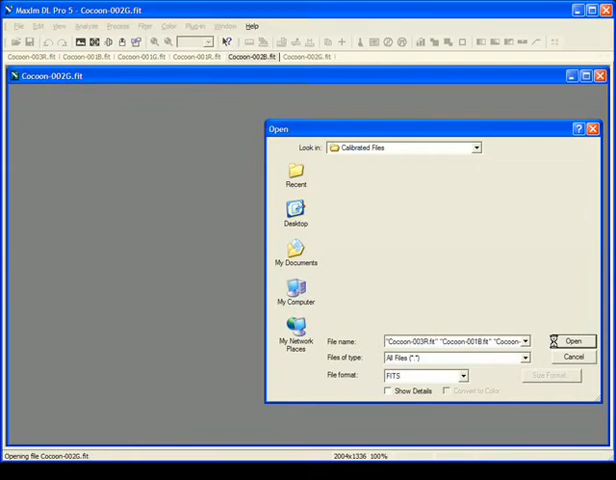 MaxIm DL Pro 5 - Cocoon-002G.fit
File Edit View Analyze Process Filter Color Plug-in Window Help
Cocoon-003R.fit Cocoon-001B.fit Cocoon-001G.fit Cocoon-001R.fit Cocoon-002B.fit Cocoon-002G.fit
Cocoon-002G.fit
Open
Look in: Calibrated Files
Recent
Desktop
My Documents
My Computer
My Network
Places
File name: "Cocoon-003R.fit" "Cocoon-001B.fit" "Cocoon- Open
Files of type: All Files (*.*) Cancel
File format: FITS Size Format...
Show Details Convert to Color
Opening file Cocoon-002G.fit 2004x1336 100%